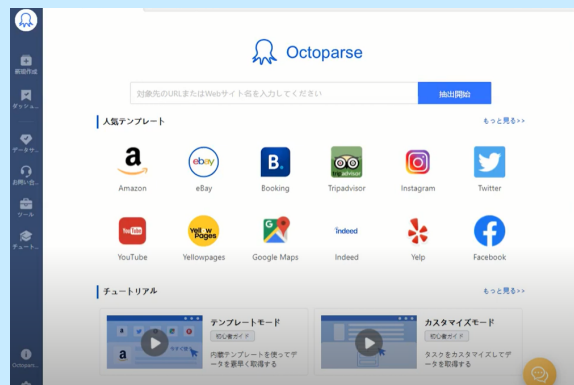 Octoparse
新規作成
対象先のURLまたはWebサイト名を入力してください
抽出開始
人気テンプレート
もっと見る>>
Amazon
eBay
Booking
Tripadvisor
Instagram
Twitter
YouTube
Yellowpages
Google Maps
Indeed
Yelp
Facebook
チュートリアル
もっと見る>>
テンプレートモード
初心者ガイド
内蔵テンプレートを使ってデ
ータを素早く取得する
カスタマイズモード
初心者ガイド
タスクをカスタマイズしてデ
ータを取得する
ダッシュ...
データサ...
お問い合...
ツール
チュート...
Octopars...